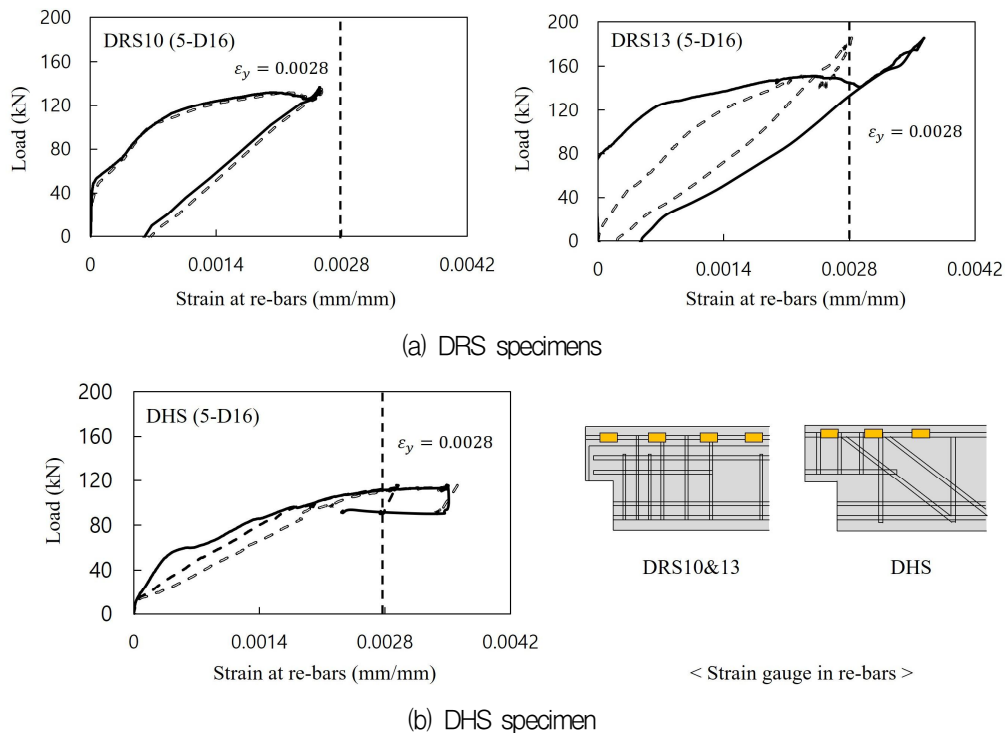 200
160
120
80
40
0
Load (kN)
DRS10 (5-D16)
εy = 0.0028
0 0.0014 0.0028 0.0042
Strain at re-bars (mm/mm)
200
160
120
80
40
0
Load (kN)
DRS13 (5-D16)
εy = 0.0028
0 0.0014 0.0028 0.0042
Strain at re-bars (mm/mm)
(a) DRS specimens
200
160
120
80
40
0
Load (kN)
DHS (5-D16)
εy = 0.0028
0 0.0014 0.0028 0.0042
Strain at re-bars (mm/mm)
DRS10&13
DHS
< Strain gauge in re-bars >
(b) DHS specimen